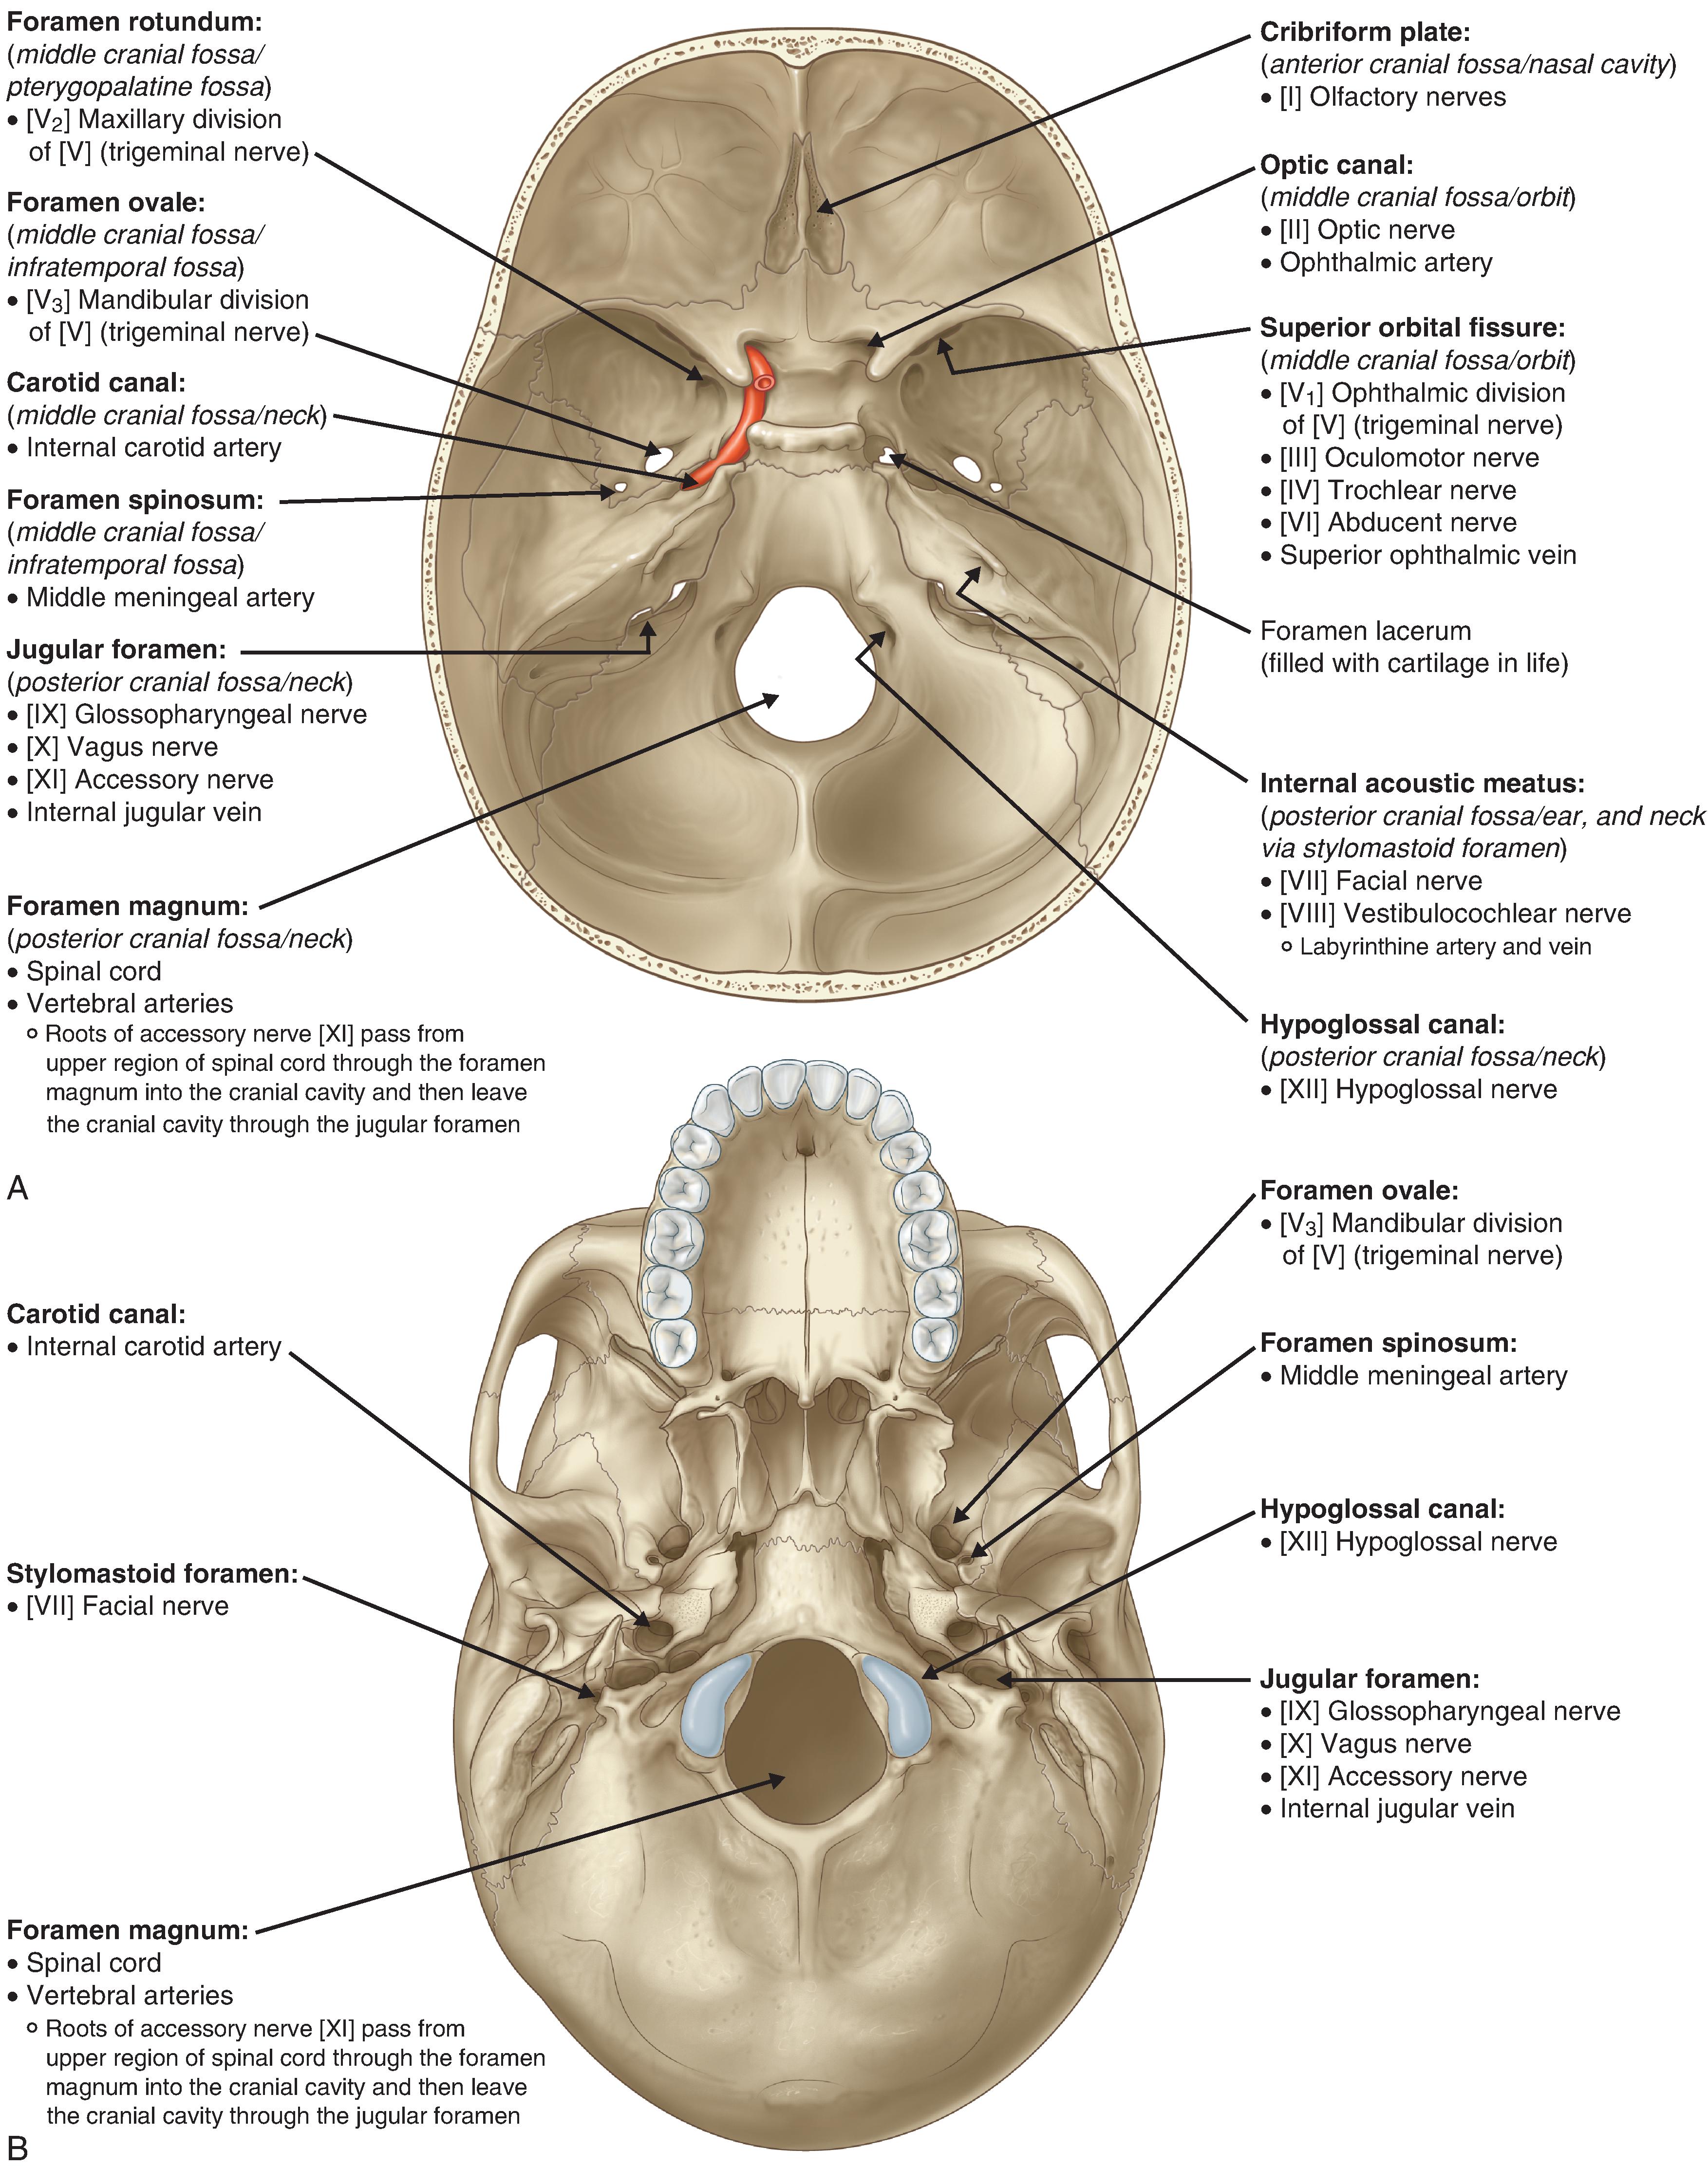 Foramen rotundum:
(middle cranial fossa/
pterygopalatine fossa)
• [V2] Maxillary division
of [V] (trigeminal nerve)
Foramen ovale:
(middle cranial fossa/
infratemporal fossa)
• [V3] Mandibular division
of [V] (trigeminal nerve)
Carotid canal:
(middle cranial fossa/neck)
• Internal carotid artery
Foramen spinosum:
(middle cranial fossa/
infratemporal fossa)
• Middle meningeal artery
Jugular foramen:
(posterior cranial fossa/neck)
• [IX] Glossopharyngeal nerve
• [X] Vagus nerve
• [XI] Accessory nerve
• Internal jugular vein
Foramen magnum:
(posterior cranial fossa/neck)
• Spinal cord
• Vertebral arteries
o Roots of accessory nerve [XI] pass from
upper region of spinal cord through the foramen
magnum into the cranial cavity and then leave
the cranial cavity through the jugular foramen
A
Cribriform plate:
(anterior cranial fossa/nasal cavity)
• [I] Olfactory nerves
Optic canal:
(middle cranial fossa/orbit)
• [II] Optic nerve
• Ophthalmic artery
Superior orbital fissure:
(middle cranial fossa/orbit)
• [V1] Ophthalmic division
of [V] (trigeminal nerve)
• [III] Oculomotor nerve
• [IV] Trochlear nerve
• [VI] Abducent nerve
• Superior ophthalmic vein
Foramen lacerum
(filled with cartilage in life)
Internal acoustic meatus:
(posterior cranial fossa/ear, and neck
via stylomastoid foramen)
• [VII] Facial nerve
• [VIII] Vestibulocochlear nerve
o Labyrinthine artery and vein
Hypoglossal canal:
(posterior cranial fossa/neck)
• [XII] Hypoglossal nerve
Carotid canal:
• Internal carotid artery
Stylomastoid foramen:
• [VII] Facial nerve
Foramen magnum:
• Spinal cord
• Vertebral arteries
o Roots of accessory nerve [XI] pass from
upper region of spinal cord through the foramen
magnum into the cranial cavity and then leave
the cranial cavity through the jugular foramen
B
Foramen ovale:
• [V3] Mandibular division
of [V] (trigeminal nerve)
Foramen spinosum:
• Middle meningeal artery
Hypoglossal canal:
• [XII] Hypoglossal nerve
Jugular foramen:
• [IX] Glossopharyngeal nerve
• [X] Vagus nerve
• [XI] Accessory nerve
• Internal jugular vein